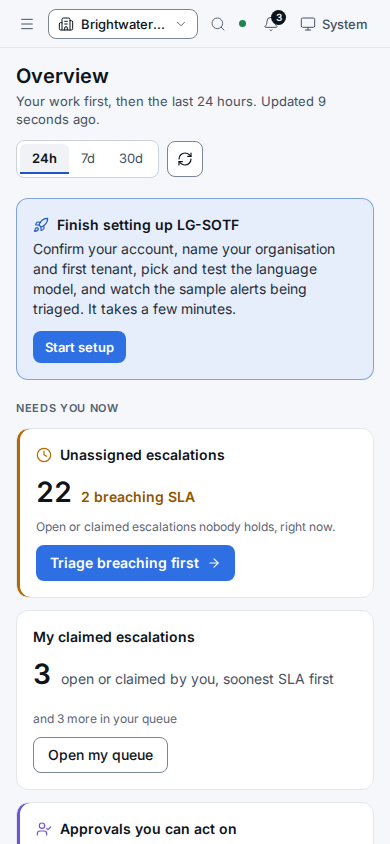 Brightwater...
3
System
Overview
Your work first, then the last 24 hours. Updated 9
seconds ago.
24h 7d 30d
Finish setting up LG-SOTF
Confirm your account, name your organisation
and first tenant, pick and test the language
model, and watch the sample alerts being
triaged. It takes a few minutes.
Start setup
NEEDS YOU NOW
Unassigned escalations
22 2 breaching SLA
Open or claimed escalations nobody holds, right now.
Triage breaching first
My claimed escalations
3 open or claimed by you, soonest SLA first
and 3 more in your queue
Open my queue
Approvals you can act on